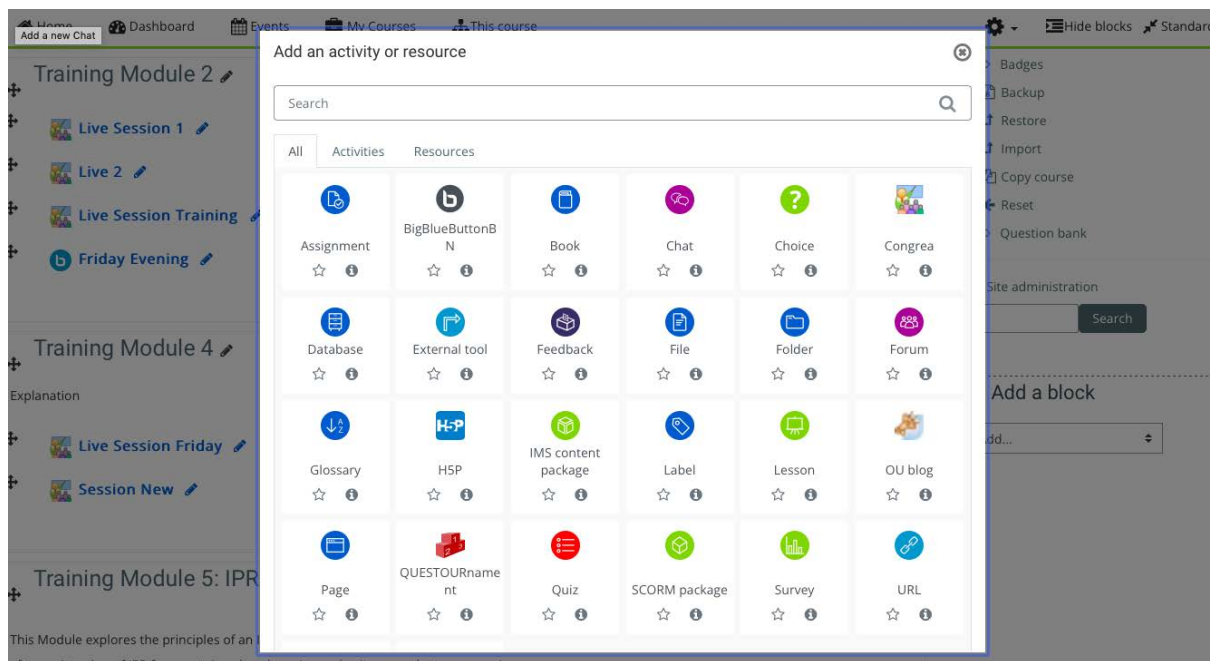 Home Dashboard Events My Courses This course Hide blocks Standard
Add a new Chat
Training Module 2
Live Session 1
Live 2
Live Session Training
Friday Evening
Training Module 4
Explanation
Live Session Friday
Session New
Training Module 5: IPR
This Module explores the principles of an
Add an activity or resource
Search
All Activities Resources
Assignment
BigBlueButtonB
N
Book
Chat
Choice
Congrea
Database
External tool
Feedback
File
Folder
Forum
Glossary
H5P
H5P
IMS content
package
Label
Lesson
OU blog
Page
QUESTOURname
nt
Quiz
SCORM package
Survey
URL
Badges
Backup
Restore
Import
Copy course
Reset
Question bank
Site administration
Search
Add a block